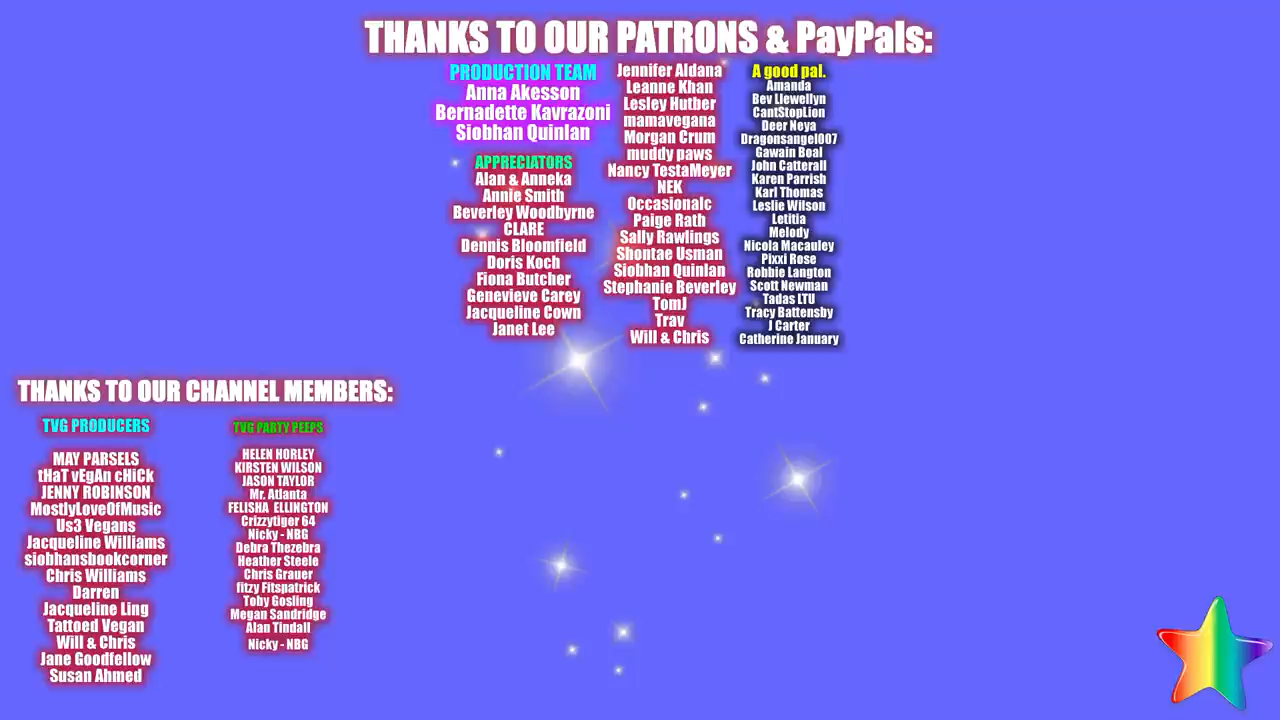 THANKS TO OUR PATRONS & PayPals:
PRODUCTION TEAM
Anna Akesson
Bernadette Kavrazoni
Siobhan Quinlan
APPRECIATORS
Alan & Anneka
Annie Smith
Beverley Woodbyrne
CLARE
Dennis Bloomfield
Doris Koch
Fiona Butcher
Genevieve Carey
Jacqueline Cown
Janet Lee
Jennifer Aldana
Leanne Khan
Lesley Hutber
mamavegana
Morgan Crum
muddy paws
Nancy TestaMeyer
NEK
Occasionalc
Paige Rath
Sally Rawlings
Shontae Usman
Siobhan Quinlan
Stephanie Beverley
TomJ
Trav
Will & Chris
A good pal.
Amanda
Bev Llewellyn
CantStopLion
Deer Neya
Dragonsangel007
Gawain Boal
John Catterall
Karen Parrish
Karl Thomas
Leslie Wilson
Letitia
Melody
Nicola Macauley
Pixxi Rose
Robbie Langton
Scott Newman
Tadas LTU
Tracy Battensby
J Carter
Catherine January
THANKS TO OUR CHANNEL MEMBERS:
TVG PRODUCERS
MAY PARSELS
tHaT vEgAn cHiCk
JENNY ROBINSON
MostlyLoveOfMusic
Us3 Vegans
Jacqueline Williams
siobhansbookcorner
Chris Williams
Darren
Jacqueline Ling
Tattoed Vegan
Will & Chris
Jane Goodfellow
Susan Ahmed
TVG PARTY PEEPS
HELEN HORLEY
KIRSTEN WILSON
JASON TAYLOR
Mr. Atlanta
FELISHA ELLINGTON
Crizzytiger 64
Nicky - NBG
Debra Thezebra
Heather Steele
Chris Grauer
fitzy Fitspatrick
Toby Gosling
Megan Sandridge
Alan Tindall
Nicky - NBG